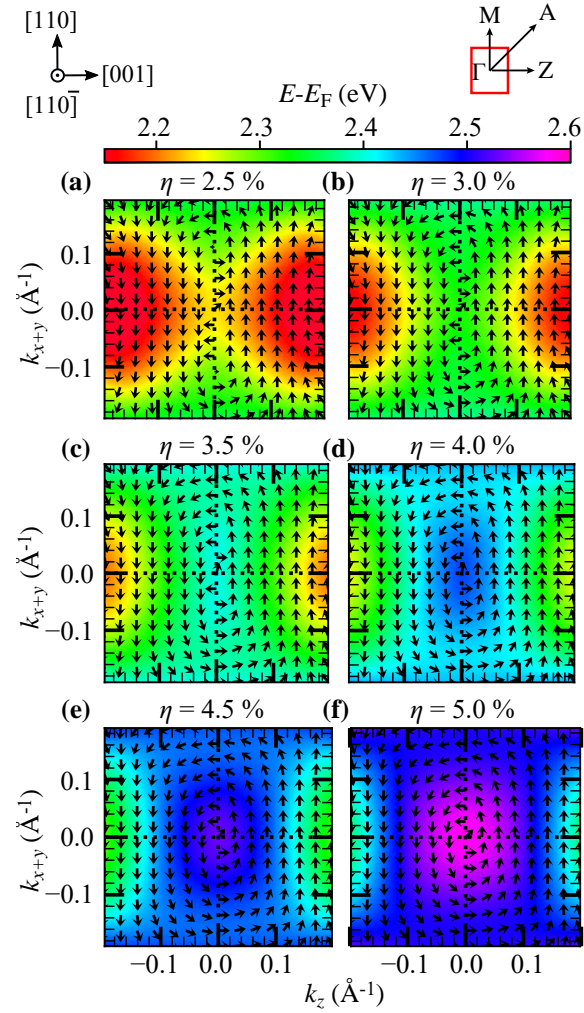 [110]
[001]
[110̅]
M
A
Γ
Z
E-E_F (eV)
2.2 2.3 2.4 2.5 2.6
(a) η = 2.5 %
(b) η = 3.0 %
0.1
0.0
−0.1
k_{x+y} (Å^{-1})
(c) η = 3.5 %
(d) η = 4.0 %
0.1
0.0
−0.1
k_{x+y} (Å^{-1})
(e) η = 4.5 %
(f) η = 5.0 %
0.1
0.0
−0.1
k_{x+y} (Å^{-1})
−0.1 0.0 0.1 −0.1 0.0 0.1
k_z (Å^{-1})